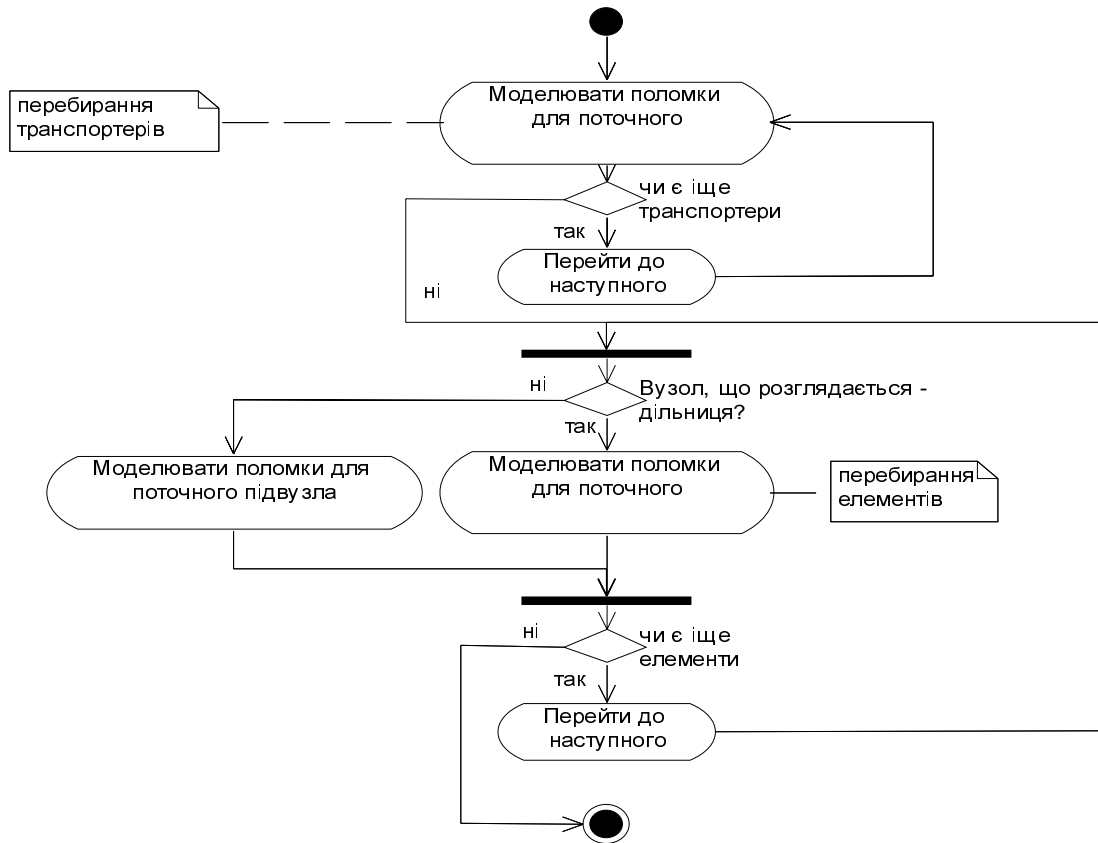 Моделювати поломки
для поточного
перебирання
транспортерів
чи є іще
транспортери
так
Перейти до
наступного
ні
ні
Вузол, що розглядається -
дільниця?
так
Моделювати поломки для
поточного підвузла
Моделювати поломки
для поточного
перебирання
елементів
ні
чи є іще
елементи
так
Перейти до
наступного